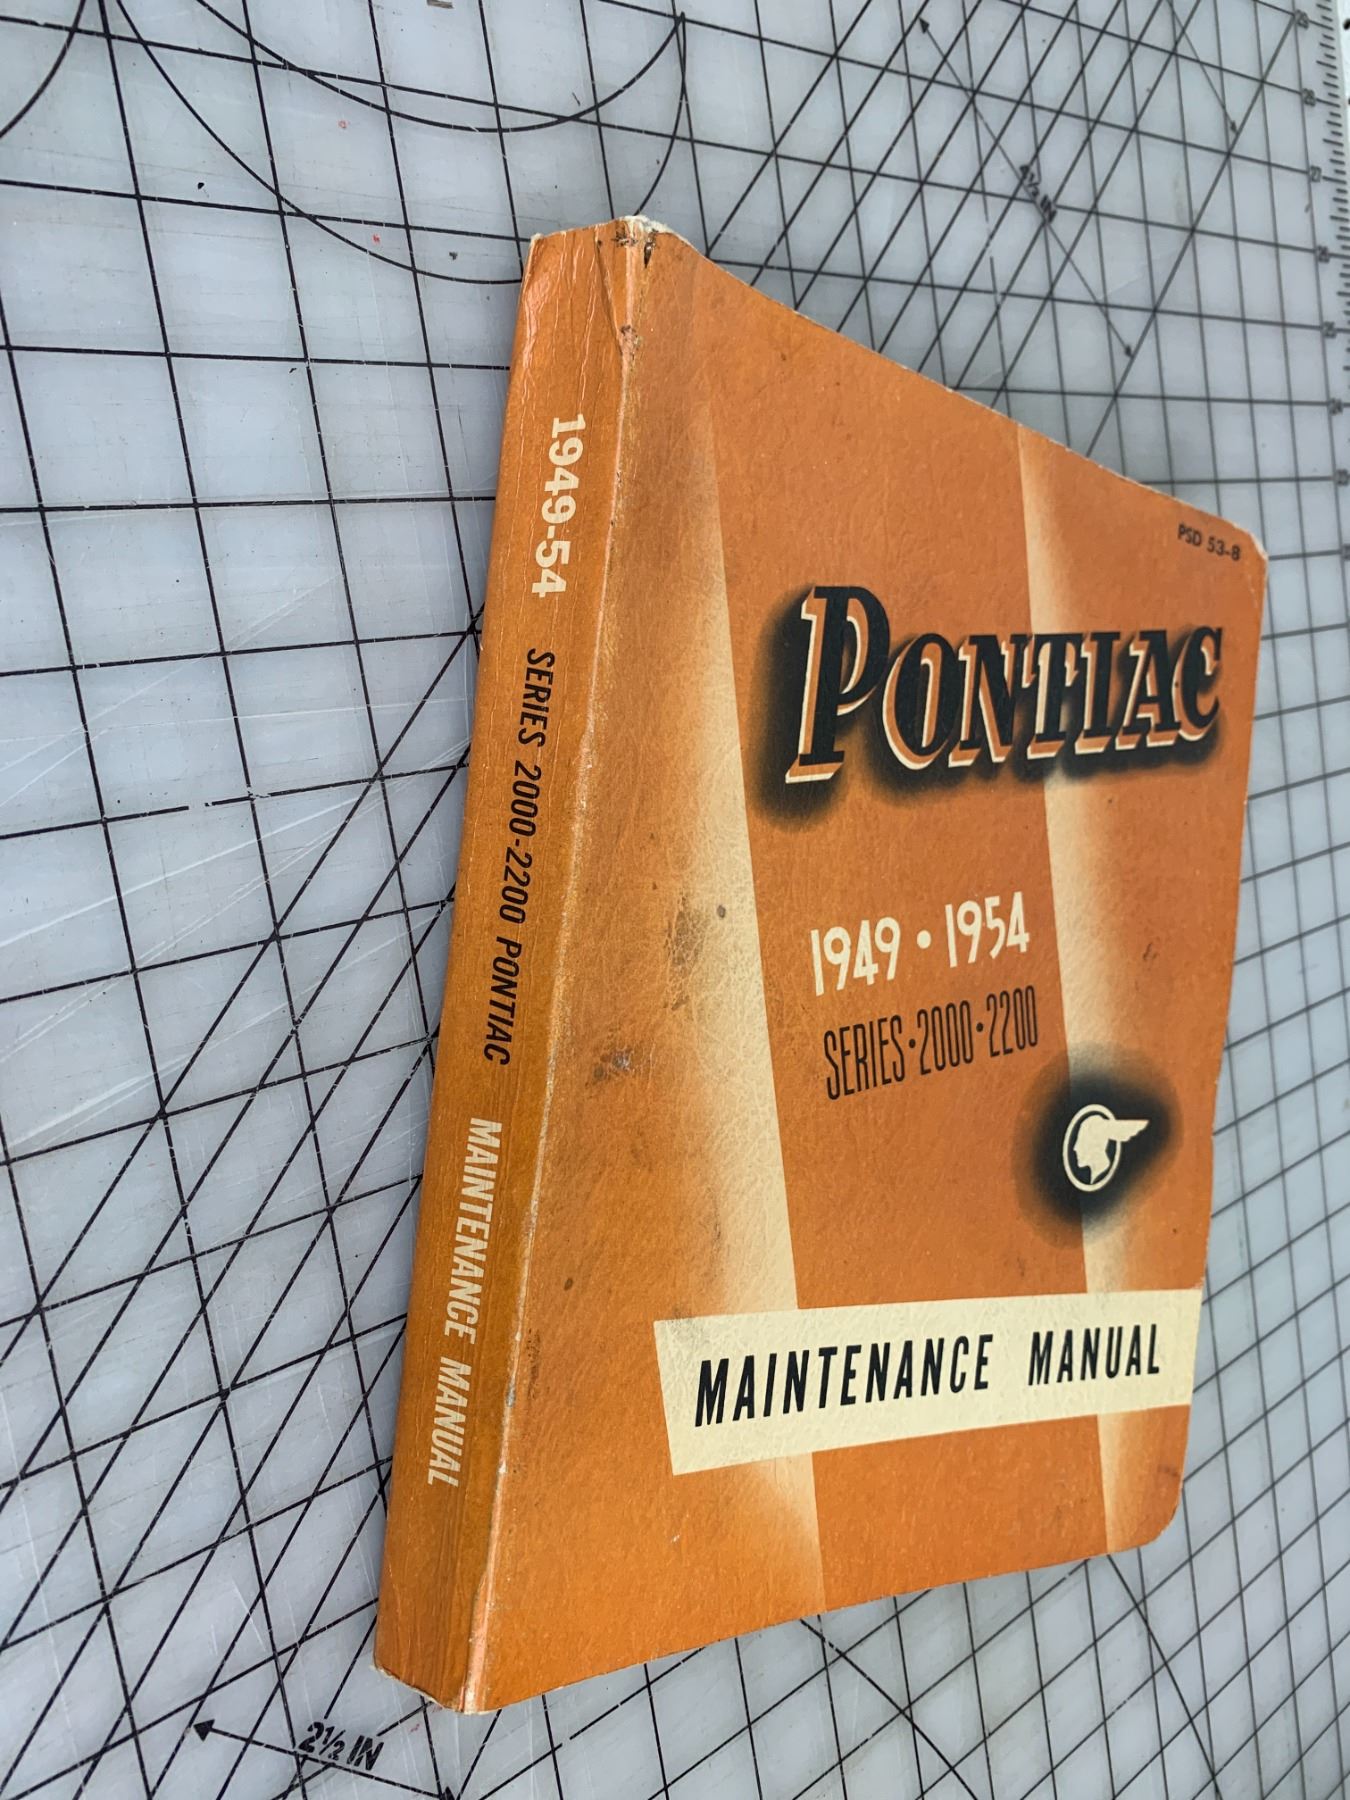 PSD 53-8
PONTIAC
1949 • 1954
SERIES • 2000 • 2200
MAINTENANCE MANUAL
1949-54 SERIES 2000-2200 PONTIAC MAINTENANCE MANUAL
2½ IN